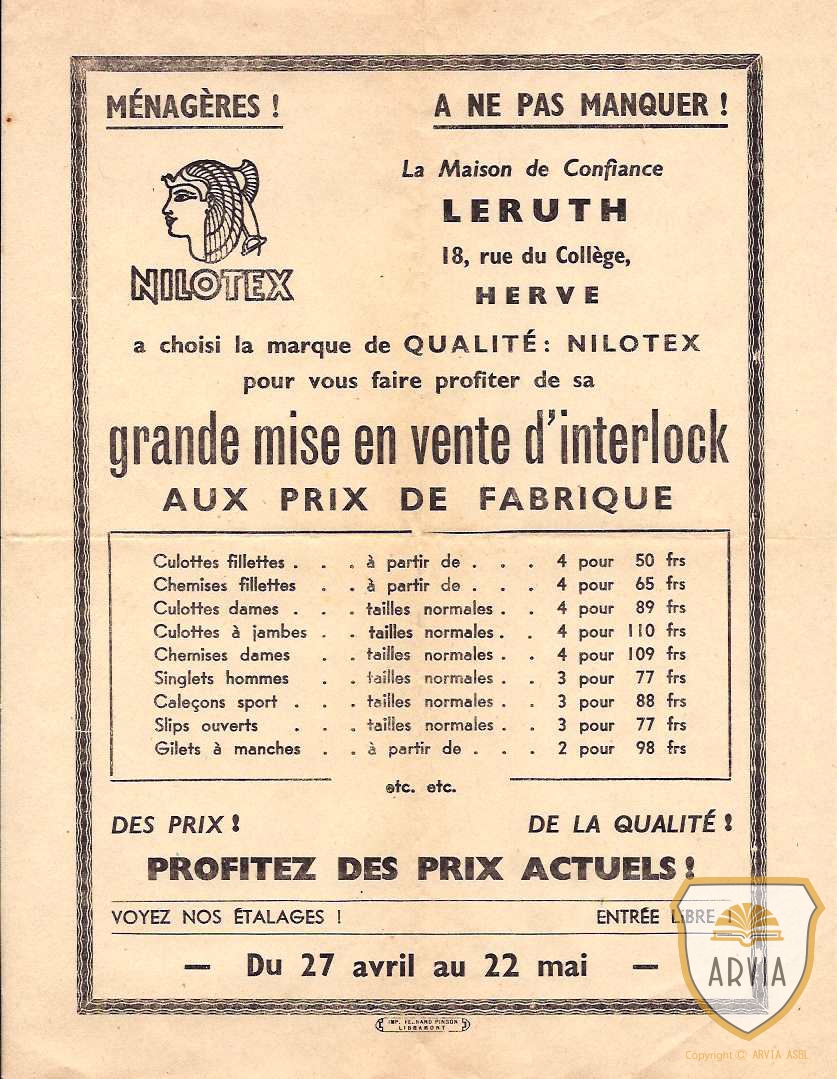 MÉNAGÈRES !
A NE PAS MANQUER !
NILOTEX
La Maison de Confiance
LERUTH
18, rue du Collège,
HERVE
a choisi la marque de QUALITÉ : NILOTEX
pour vous faire profiter de sa
grande mise en vente d'interlock
AUX PRIX DE FABRIQUE
Culottes fillettes . . . à partir de . . . 4 pour 50 frs
Chemises fillettes . . à partir de . . . 4 pour 65 frs
Culottes dames . . . tailles normales . . 4 pour 89 frs
Culottes à jambes . . tailles normales . . 4 pour 110 frs
Chemises dames . . tailles normales . . 4 pour 109 frs
Singlets hommes . . tailles normales . . 3 pour 77 frs
Caleçons sport . . . tailles normales . . 3 pour 88 frs
Slips ouverts . . . tailles normales . . 3 pour 77 frs
Gilets à manches . . à partir de . . . 2 pour 98 frs
etc. etc.
DES PRIX !
DE LA QUALITÉ !
PROFITEZ DES PRIX ACTUELS !
VOYEZ NOS ÉTALAGES !
ENTRÉE LIBRE !
— Du 27 avril au 22 mai —
IMP. FERNAND PINSON
LIBRAMONT
ARVIA
Copyright © ARVIA ASBL